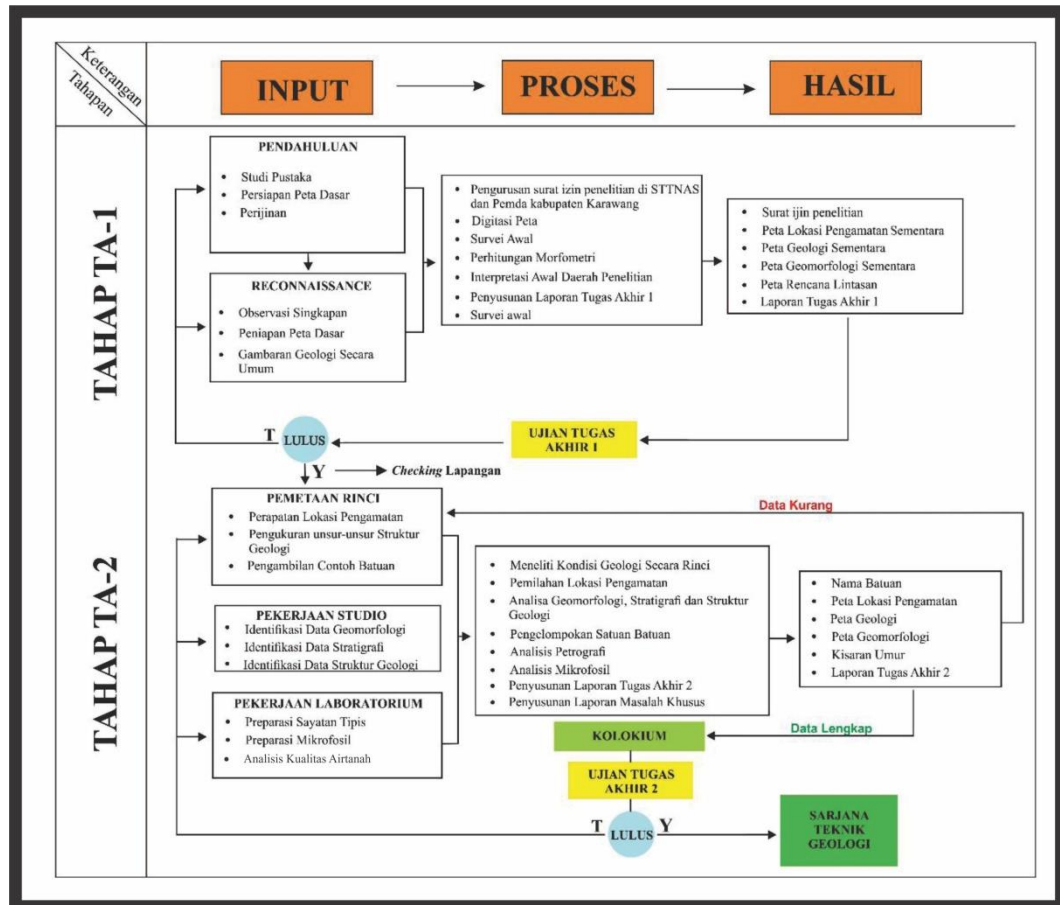 Keterangan
Tahapan
INPUT
PROSES
HASIL
TAHAP TA-1
PENDAHULUAN
• Studi Pustaka
• Persiapan Peta Dasar
• Perijinan
RECONNAISSANCE
• Observasi Singkapan
• Peniapan Peta Dasar
• Gambaran Geologi Secara
Umum
• Pengurusan surat izin penelitian di STTNAS
dan Pemda kabupaten Karawang
• Digitasi Peta
• Survei Awal
• Perhitungan Morfometri
• Interpretasi Awal Daerah Penelitian
• Penyusunan Laporan Tugas Akhir 1
• Survei awal
• Surat ijin penelitian
• Peta Lokasi Pengamatan Sementara
• Peta Geologi Sementara
• Peta Geomorfologi Sementara
• Peta Rencana Lintasan
• Laporan Tugas Akhir 1
T
LULUS
UJIAN TUGAS
AKHIR 1
Y
Checking Lapangan
TAHAP TA-2
PEMETAAN RINCI
• Perapatan Lokasi Pengamatan
• Pengukuran unsur-unsur Struktur
Geologi
• Pengambilan Contoh Batuan
Data Kurang
PEKERJAAN STUDIO
• Identifikasi Data Geomorfologi
• Identifikasi Data Stratigrafi
• Identifikasi Data Struktur Geologi
PEKERJAAN LABORATORIUM
• Preparasi Sayatan Tipis
• Preparasi Mikrofosil
• Analisis Kualitas Airtanah
• Meneliti Kondisi Geologi Secara Rinci
• Pemilahan Lokasi Pengamatan
• Analisa Geomorfologi, Stratigrafi dan Struktur
Geologi
• Pengelompokan Satuan Batuan
• Analisis Petrografi
• Analisis Mikrofosil
• Penyusunan Laporan Tugas Akhir 2
• Penyusunan Laporan Masalah Khusus
• Nama Batuan
• Peta Lokasi Pengamatan
• Peta Geologi
• Peta Geomorfologi
• Kisaran Umur
• Laporan Tugas Akhir 2
KOLOKIUM
Data Lengkap
UJIAN TUGAS
AKHIR 2
T
LULUS
Y
SARJANA
TEKNIK
GEOLOGI